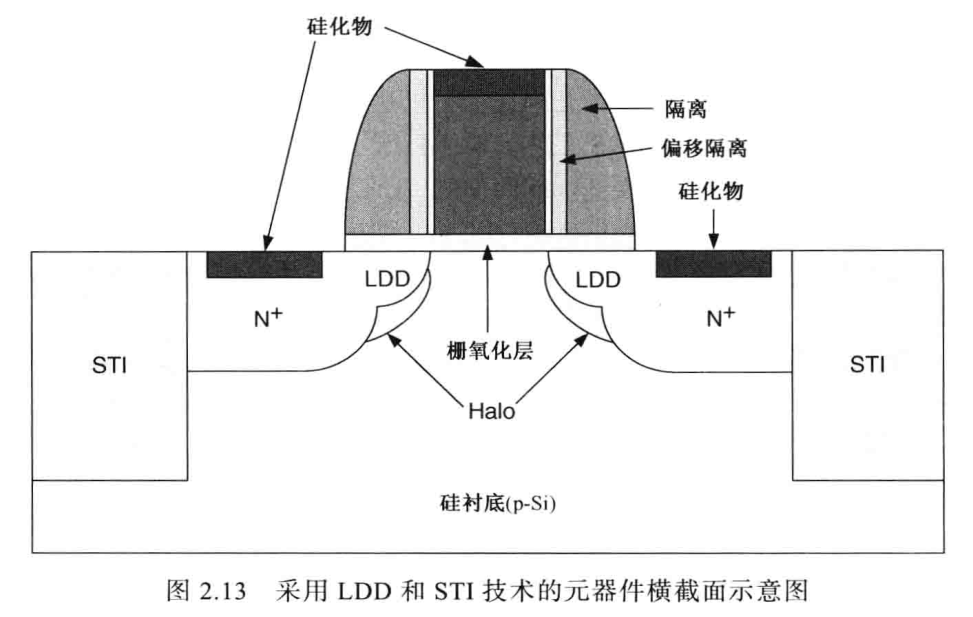 硅化物
隔离
偏移隔离
硅化物
LDD
LDD
N+
N+
栅氧化层
STI
STI
Halo
硅衬底(p-Si)
图 2.13 采用 LDD 和 STI 技术的元器件横截面示意图